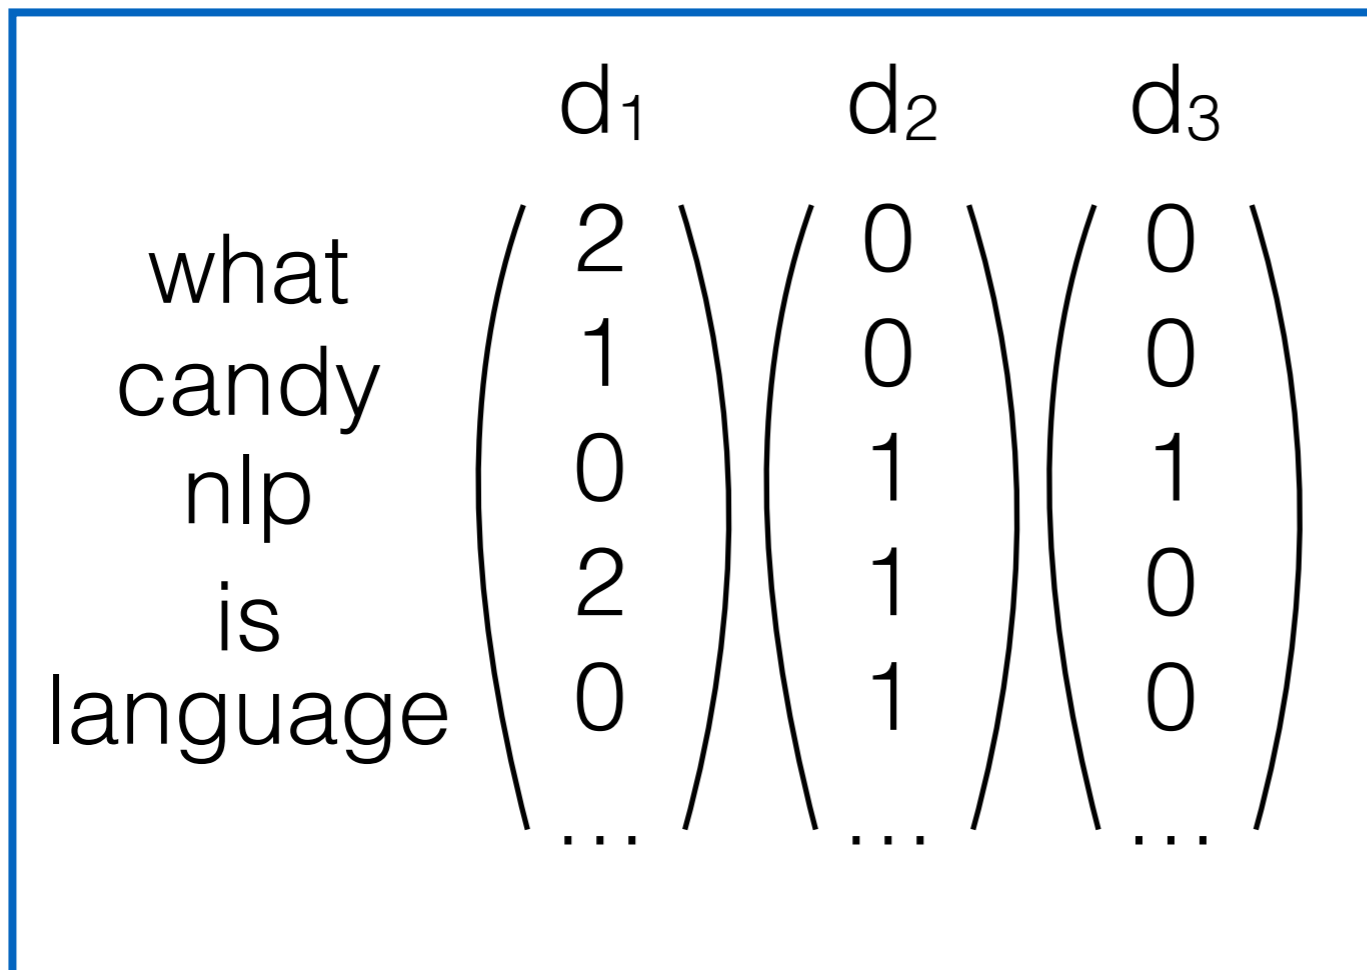 d₁ d₂ d₃
what 2 0 0
candy 1 0 0
nlp 0 1 1
is 2 1 0
language 0 1 0
... ... ...